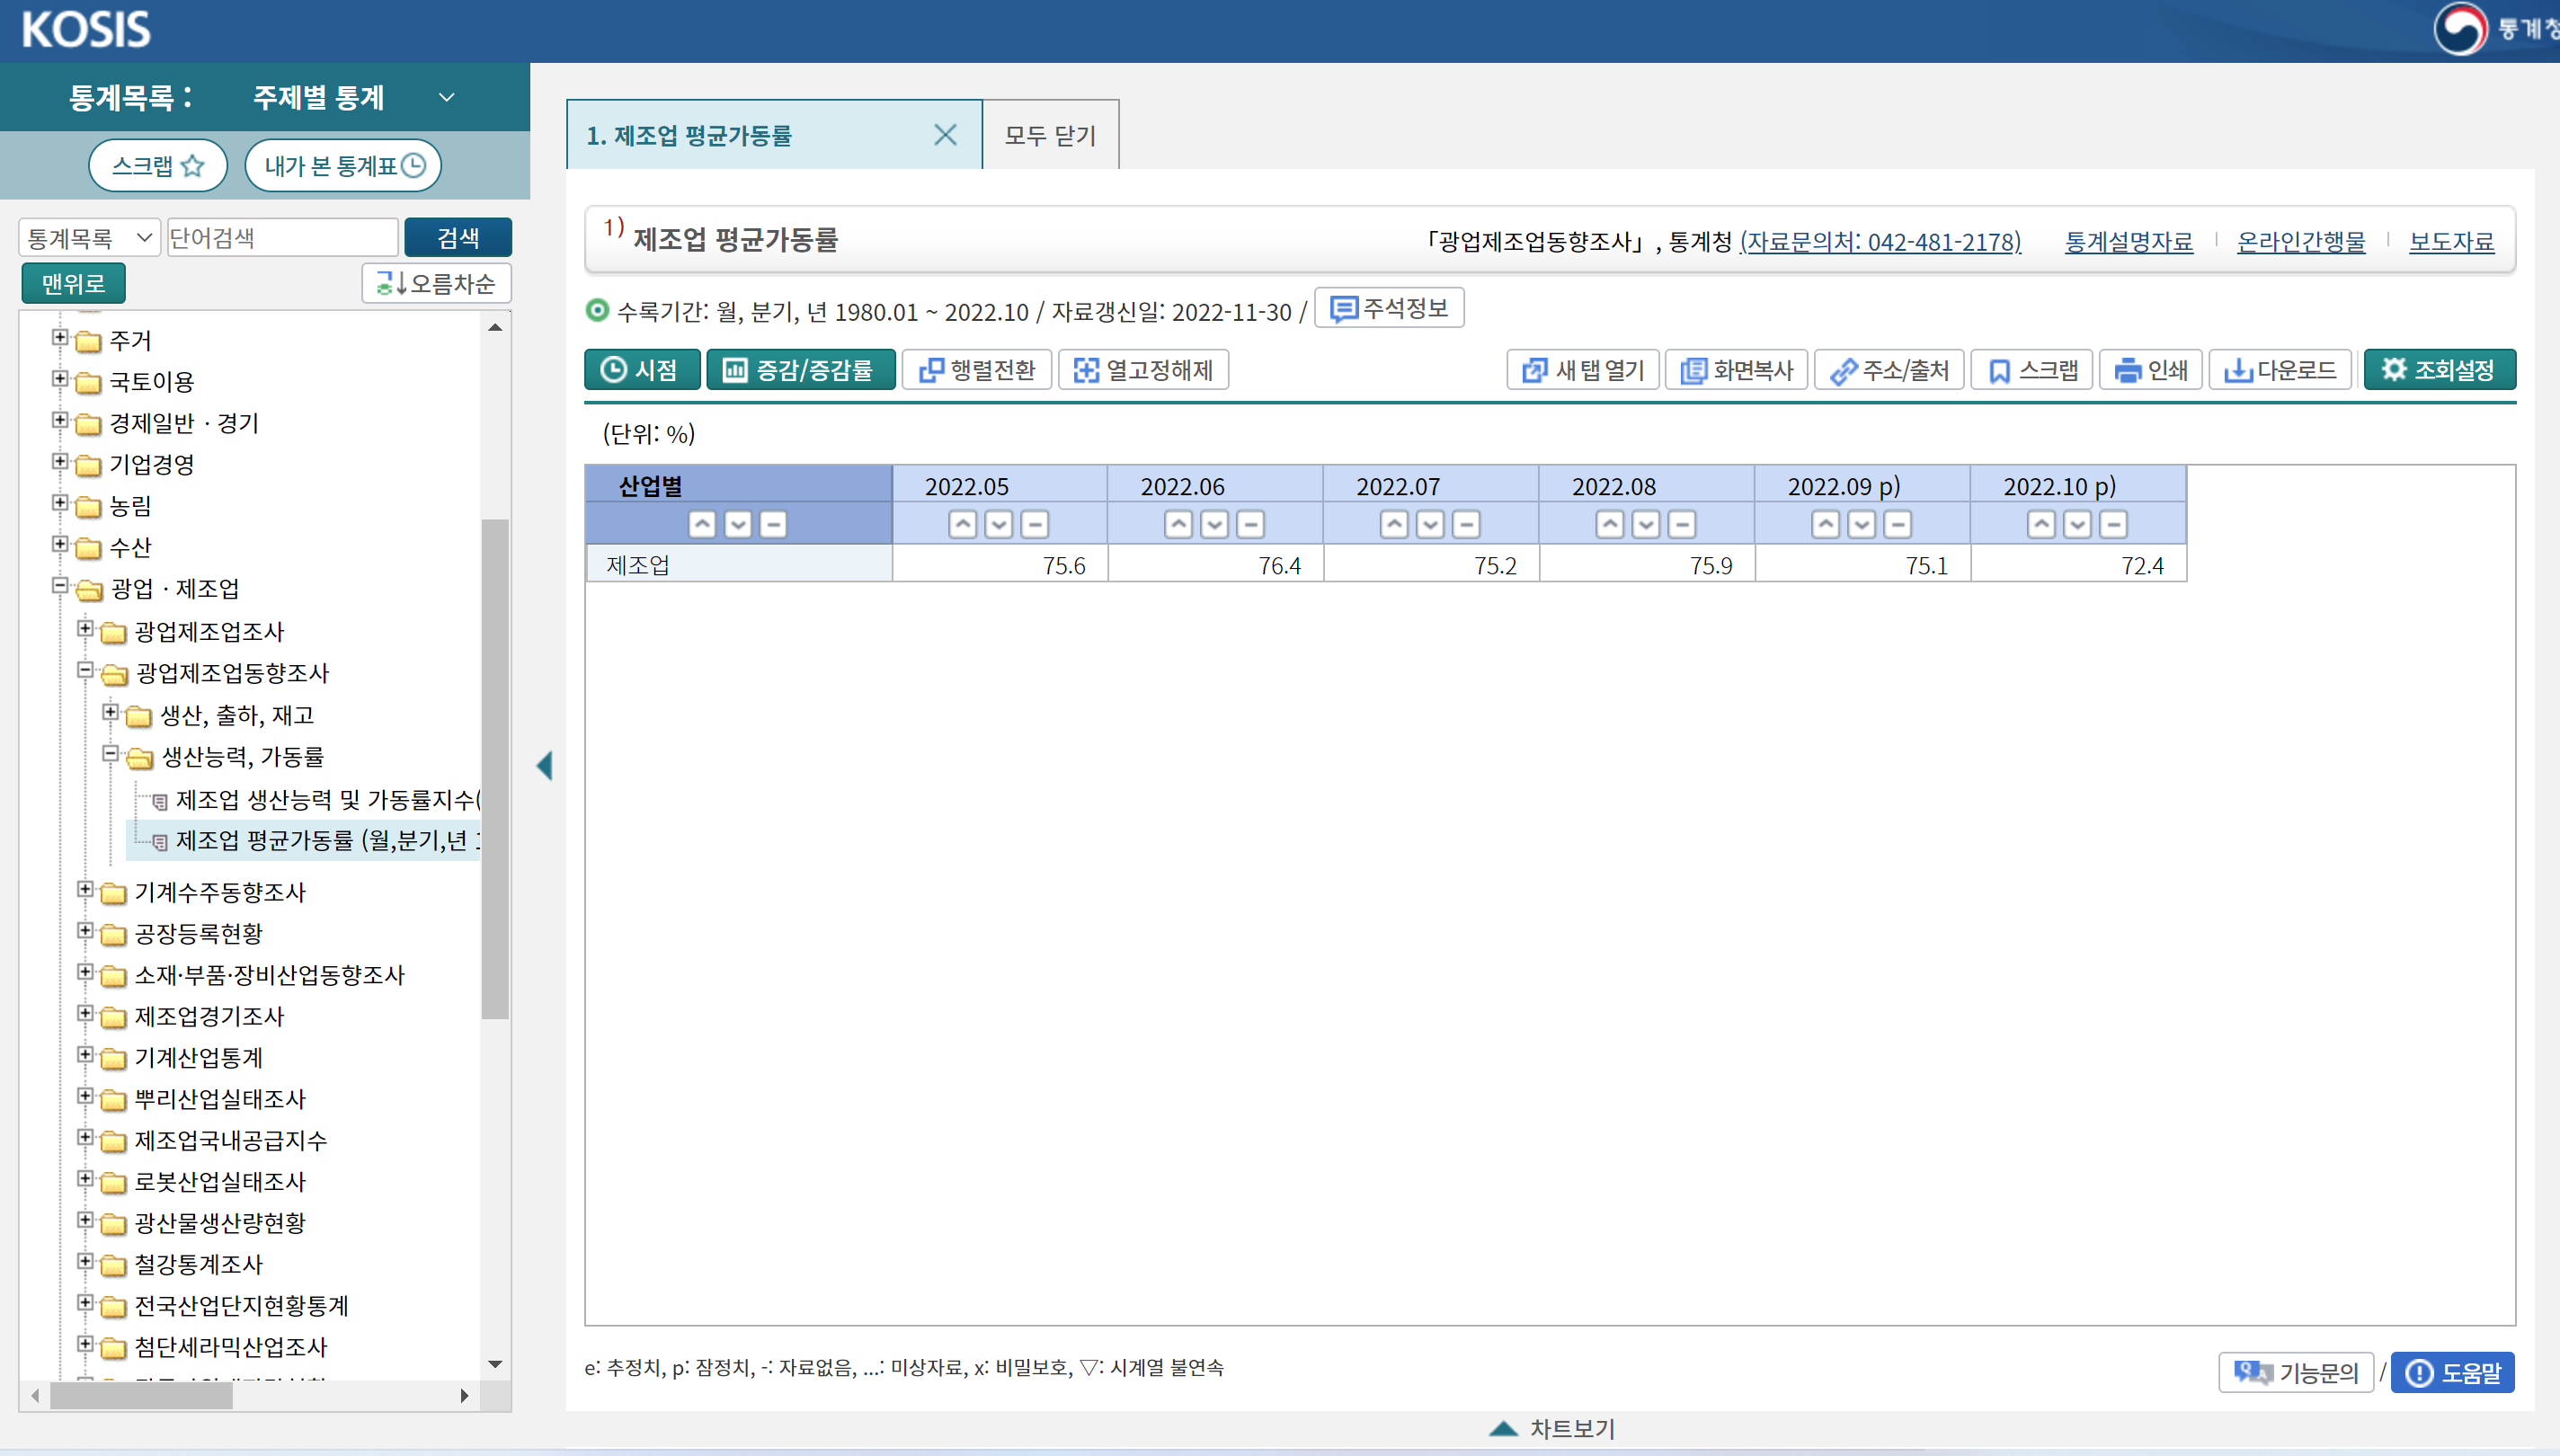 KOSIS
통계목록 :
주제별 통계
스크랩
내가 본 통계표
통계목록
단어검색
검색
맨위로
오름차순
주거
국토이용
경제일반ㆍ경기
기업경영
농림
수산
광업ㆍ제조업
광업제조업조사
광업제조업동향조사
생산, 출하, 재고
생산능력, 가동률
제조업 생산능력 및 가동률지수(
제조업 평균가동률 (월,분기,년
기계수주동향조사
공장등록현황
소재·부품·장비산업동향조사
제조업경기조사
기계산업통계
뿌리산업실태조사
제조업국내공급지수
로봇산업실태조사
광산물생산량현황
철강통계조사
전국산업단지현황통계
첨단세라믹산업조사
1. 제조업 평균가동률
모두 닫기
1) 제조업 평균가동률
「광업제조업동향조사」, 통계청 (자료문의처: 042-481-2178)
통계설명자료
온라인간행물
보도자료
수록기간: 월, 분기, 년 1980.01 ~ 2022.10 / 자료갱신일: 2022-11-30 /
주석정보
시점
증감/증감률
행렬전환
열고정해제
새 탭 열기
화면복사
주소/출처
스크랩
인쇄
다운로드
조회설정
(단위: %)
산업별 2022.05 2022.06 2022.07 2022.08 2022.09 p) 2022.10 p)
제조업 75.6 76.4 75.2 75.9 75.1 72.4
e: 추정치, p: 잠정치, -: 자료없음, ...: 미상자료, x: 비밀보호, ▽: 시계열 불연속
기능문의 /
도움말
차트보기